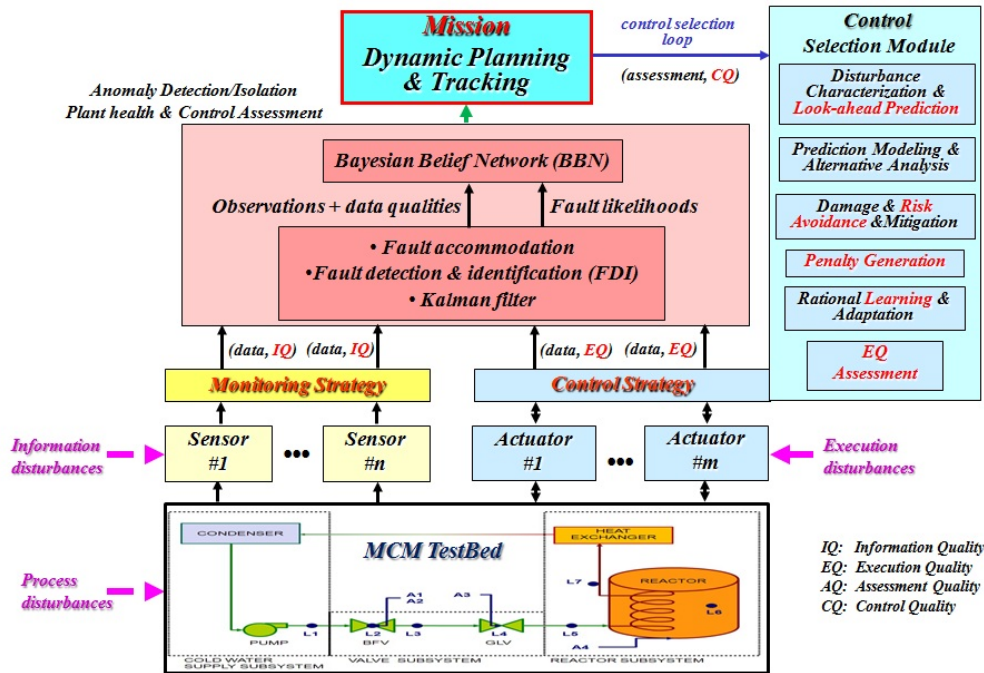 Mission
Dynamic Planning
& Tracking
control selection
loop
(assessment, CQ)
Control
Selection Module
Disturbance
Characterization &
Look-ahead Prediction
Prediction Modeling &
Alternative Analysis
Damage & Risk
Avoidance &Mitigation
Penalty Generation
Rational Learning &
Adaptation
EQ
Assessment
Anomaly Detection/Isolation
Plant health & Control Assessment
Bayesian Belief Network (BBN)
Observations + data qualities
Fault likelihoods
• Fault accommodation
•Fault detection & identification (FDI)
• Kalman filter
(data, IQ)
(data, IQ)
(data, EQ)
(data, EQ)
Monitoring Strategy
Control Strategy
Information
disturbances
Sensor
#1
•••
Sensor
#n
Actuator
#1
•••
Actuator
#m
Execution
disturbances
Process
disturbances
MCM TestBed
CONDENSER
HEAT
EXCHANGER
REACTOR
L7
L6
A1
A2
A3
L1
L2
L3
L4
L5
PUMP
BFV
GLV
A4
COLD WATER
SUPPLY SUBSYSTEM
VALVE SUBSYSTEM
REACTOR SUBSYSTEM
IQ: Information Quality
EQ: Execution Quality
AQ: Assessment Quality
CQ: Control Quality